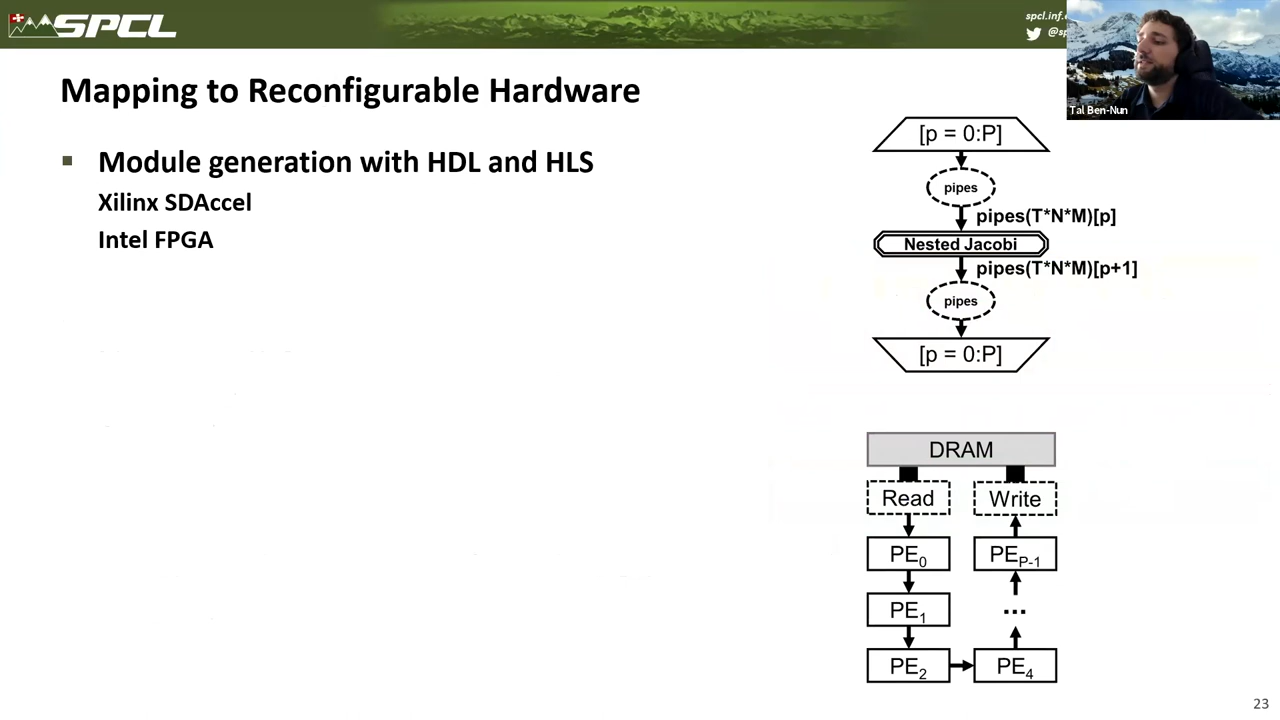 SPCL
spcl.inf.
@sp
Tal Ben-Nun
Mapping to Reconfigurable Hardware
Module generation with HDL and HLS
Xilinx SDAccel
Intel FPGA
[p = 0:P]
pipes
pipes(T*N*M)[p]
Nested Jacobi
pipes(T*N*M)[p+1]
pipes
[p = 0:P]
DRAM
Read
Write
PE0
PEP-1
PE1
...
PE2
PE4
23